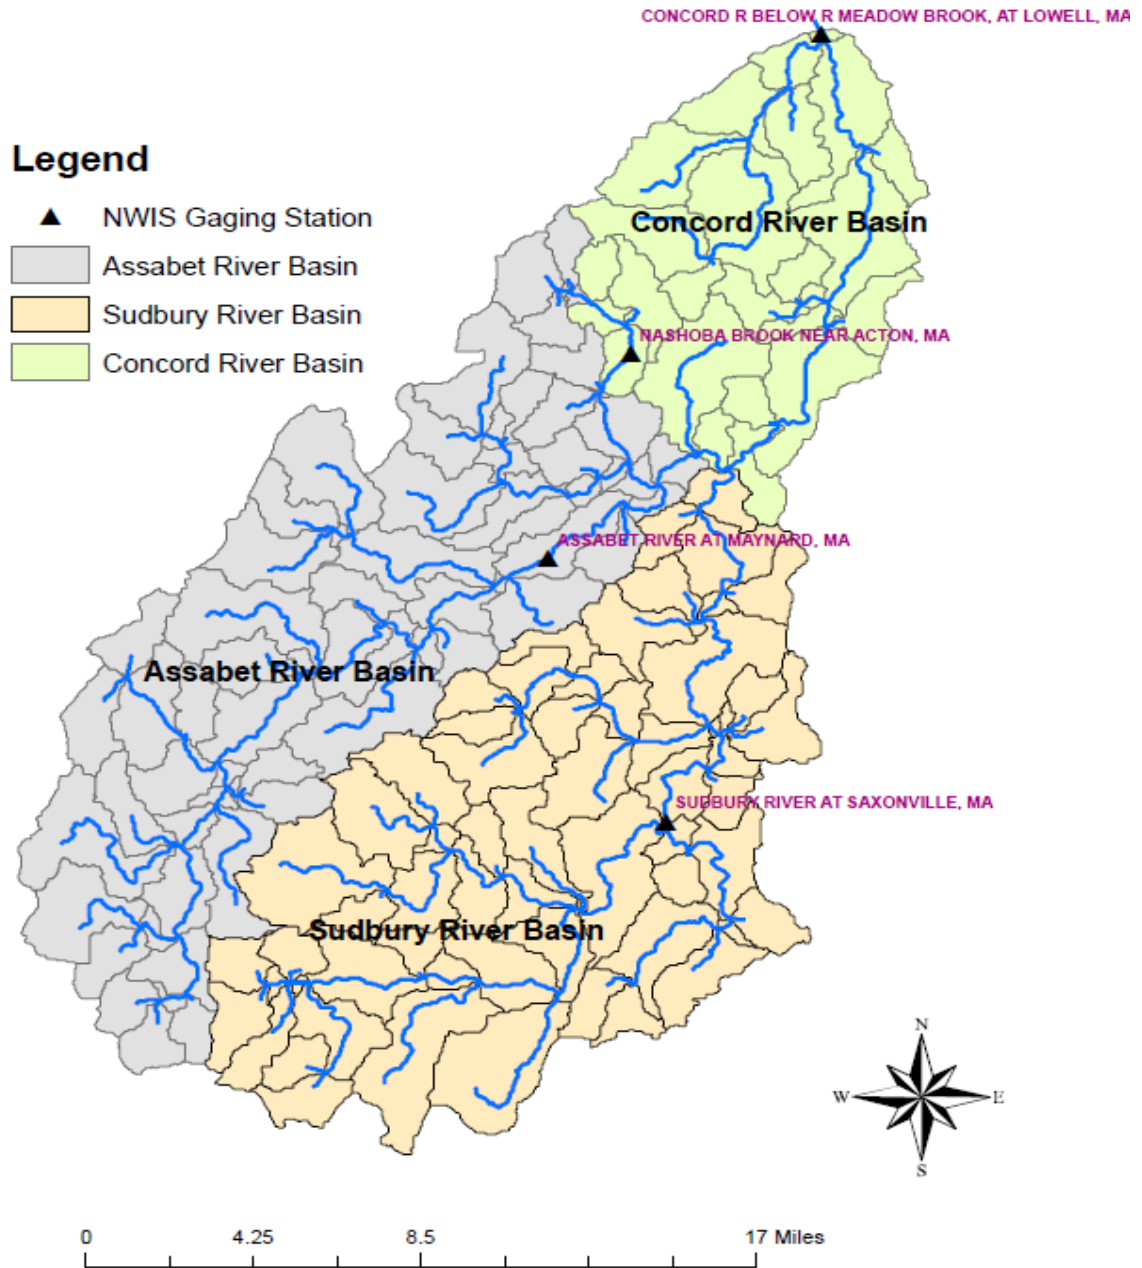 CONCORD R BELOW R MEADOW BROOK, AT LOWELL, MA
Legend
NWIS Gaging Station
Assabet River Basin
Sudbury River Basin
Concord River Basin
Concord River Basin
NASHOBA BROOK NEAR ACTON, MA
ASSABET RIVER AT MAYNARD, MA
Assabet River Basin
SUDBURY RIVER AT SAXONVILLE, MA
Sudbury River Basin
N
W E
S
0 4.25 8.5 17 Miles